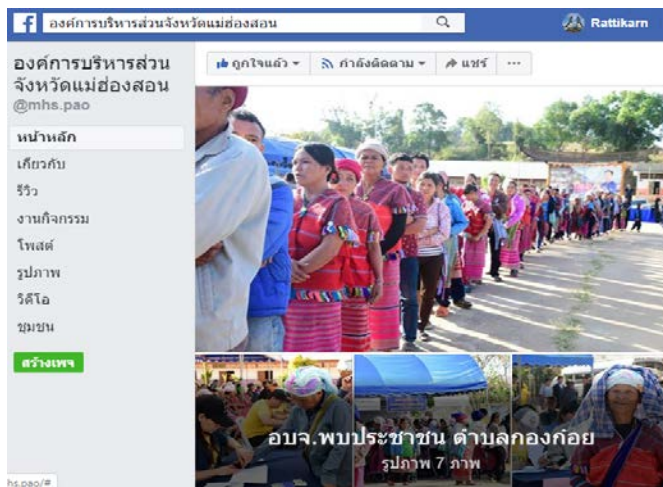 องค์การบริหารส่วนจังหวัดแม่ฮ่องสอน
Rattikarn
องค์การบริหารส่วน
จังหวัดแม่ฮ่องสอน
@mhs.pao
ถูกใจแล้ว
กำลังติดตาม
แชร์
หน้าหลัก
เกี่ยวกับ
รีวิว
งานกิจกรรม
โพสต์
รูปภาพ
วิดีโอ
ชุมชน
สร้างเพจ
อบจ.พบประชาชน ตำบลกองก๋อย
รูปภาพ 7 ภาพ
hs.pao/#